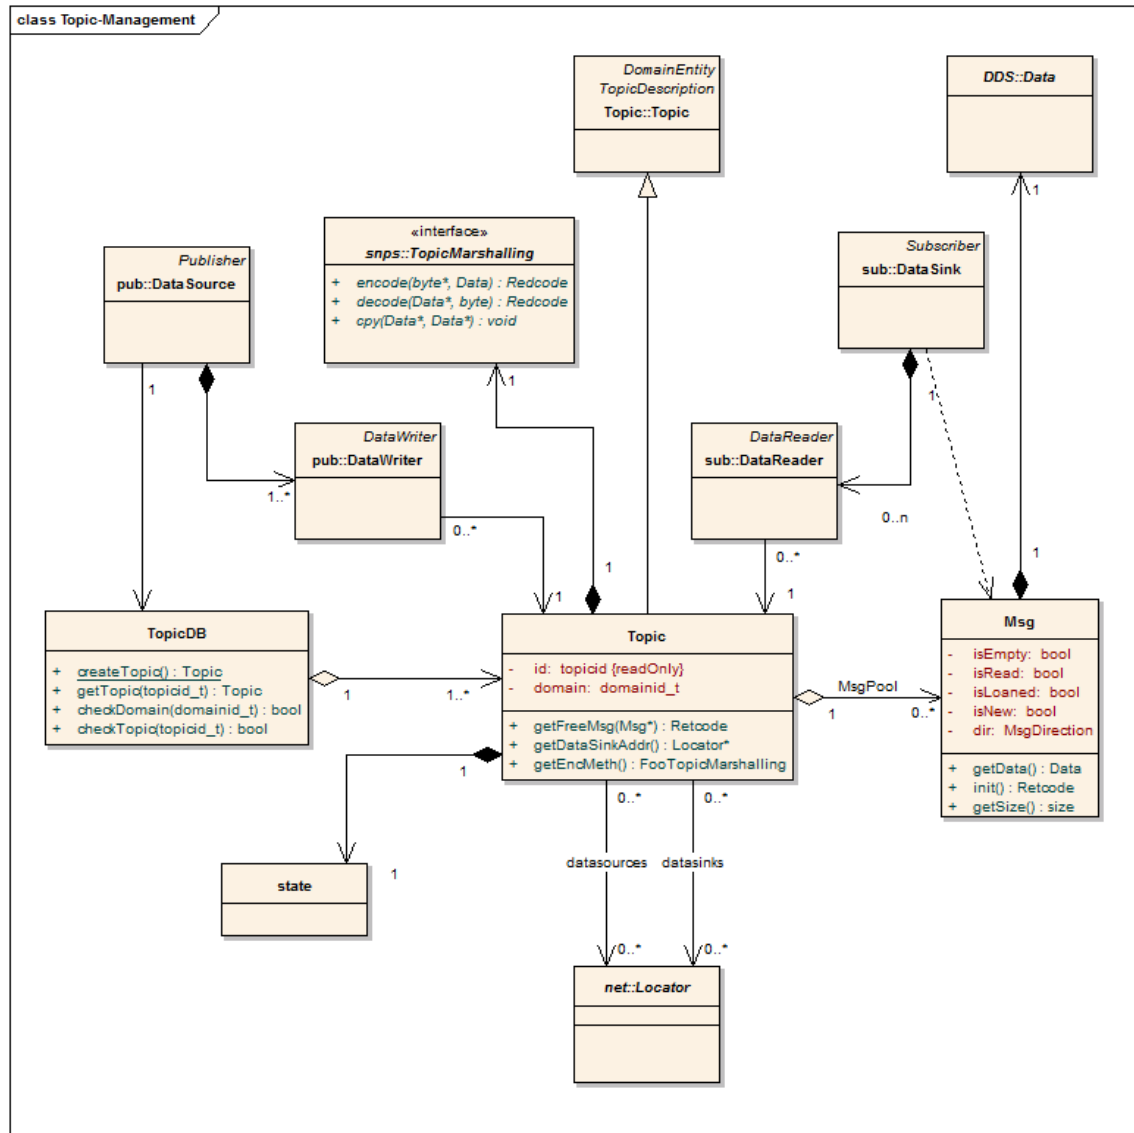 class Topic-Management
DomainEntity
TopicDescription
Topic::Topic
DDS::Data
1
«interface»
snps::TopicMarshalling
+ encode(byte*, Data) : Redcode
+ decode(Data*, byte) : Redcode
+ cpy(Data*, Data*) : void
1
Publisher
pub::DataSource
1
Subscriber
sub::DataSink
1
DataWriter
pub::DataWriter
1..*
0..*
DataReader
sub::DataReader
0..n
0..*
1
1
1
1
TopicDB
+ createTopic() : Topic
+ getTopic(topicid_t) : Topic
+ checkDomain(domainid_t) : bool
+ checkTopic(topicid_t) : bool
1
1..*
Topic
- id: topicid {readOnly}
- domain: domainid_t
+ getFreeMsg(Msg*) : Retcode
+ getDataSinkAddr() : Locator*
+ getEncMeth() : FooTopicMarshalling
MsgPool
1
0..*
Msg
- isEmpty: bool
- isRead: bool
- isLoaned: bool
- isNew: bool
- dir: MsgDirection
+ getData() : Data
+ init() : Retcode
+ getSize() : size
1
0..*
0..*
datasources
datasinks
state
1
0..*
0..*
net::Locator